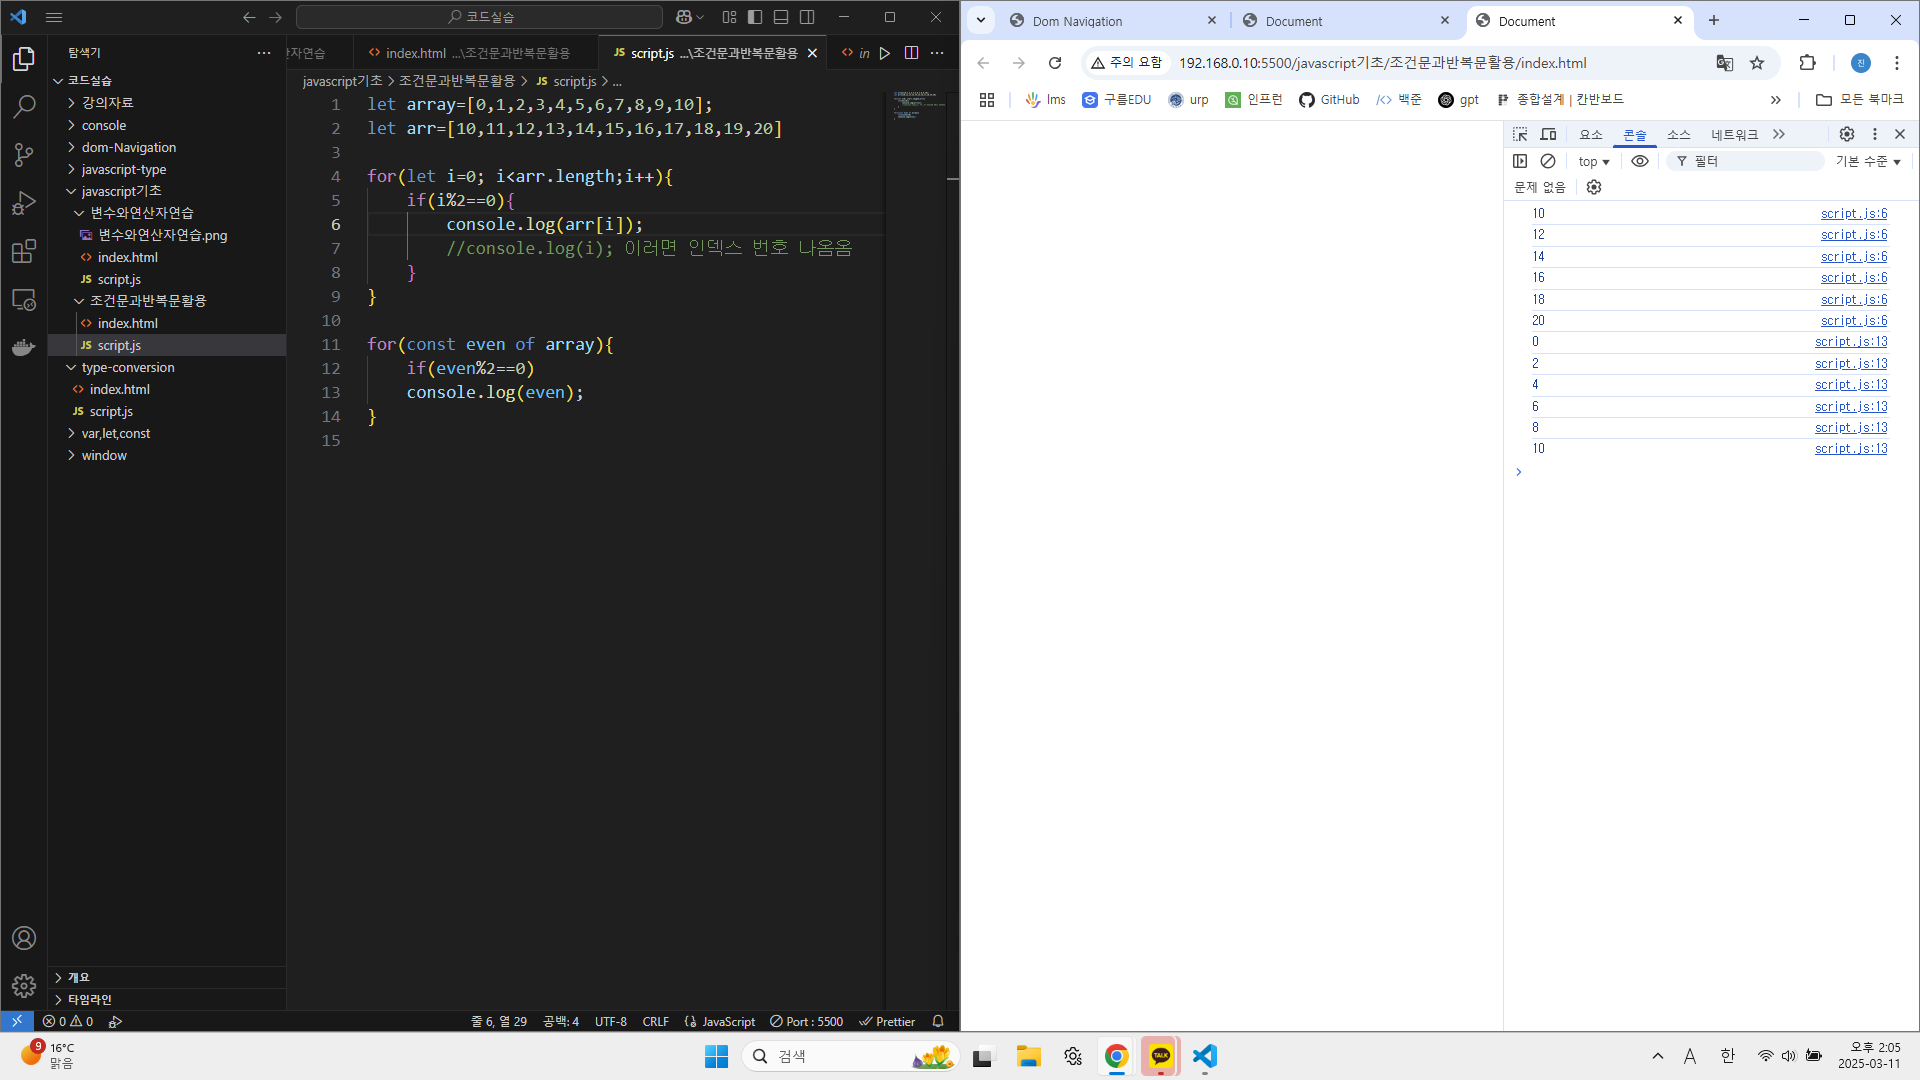 코드실습
탐색기
코드실습
강의자료
console
dom-Navigation
javascript-type
javascript기초
변수와연산자연습
변수와연산자연습.png
index.html
JS script.js
조건문과반복문활용
index.html
JS script.js
type-conversion
index.html
JS script.js
var,let,const
window
개요
타임라인
자연습 index.html ...\조건문과반복문활용 JS script.js ...\조건문과반복문활용 in
javascript기초 > 조건문과반복문활용 > JS script.js > ...
1 let array=[0,1,2,3,4,5,6,7,8,9,10];
2 let arr=[10,11,12,13,14,15,16,17,18,19,20]
3
4 for(let i=0; i<arr.length;i++){
5 if(i%2==0){
6 console.log(arr[i]);
7 //console.log(i); 이러면 인덱스 번호 나옴옴
8 }
9 }
10
11 for(const even of array){
12 if(even%2==0)
13 console.log(even);
14 }
15
0 0 줄 6, 열 29 공백: 4 UTF-8 CRLF {} JavaScript Port : 5500 Prettier
Dom Navigation Document Document
주의 요함 192.168.0.10:5500/javascript기초/조건문과반복문활용/index.html 진
lms 구름EDU urp 인프런 GitHub 백준 gpt 종합설계 | 칸반보드 모든 북마크
요소 콘솔 소스 네트워크
top 필터 기본 수준
문제 없음
10 script.js:6
12 script.js:6
14 script.js:6
16 script.js:6
18 script.js:6
20 script.js:6
0 script.js:13
2 script.js:13
4 script.js:13
6 script.js:13
8 script.js:13
10 script.js:13
9 16°C
맑음
검색
TALK
A 한
오후 2:05
2025-03-11